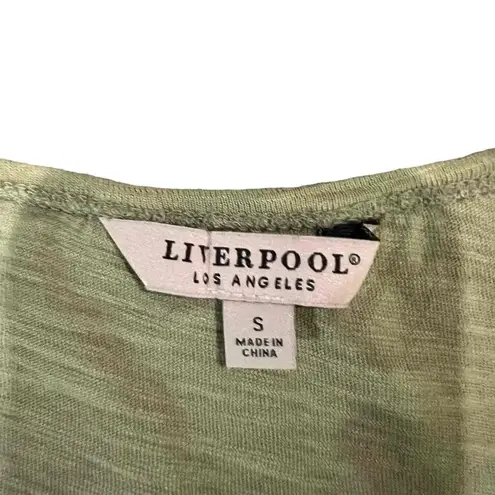 LIVERPOOL®
LOS ANGELES
S
MADE IN
CHINA